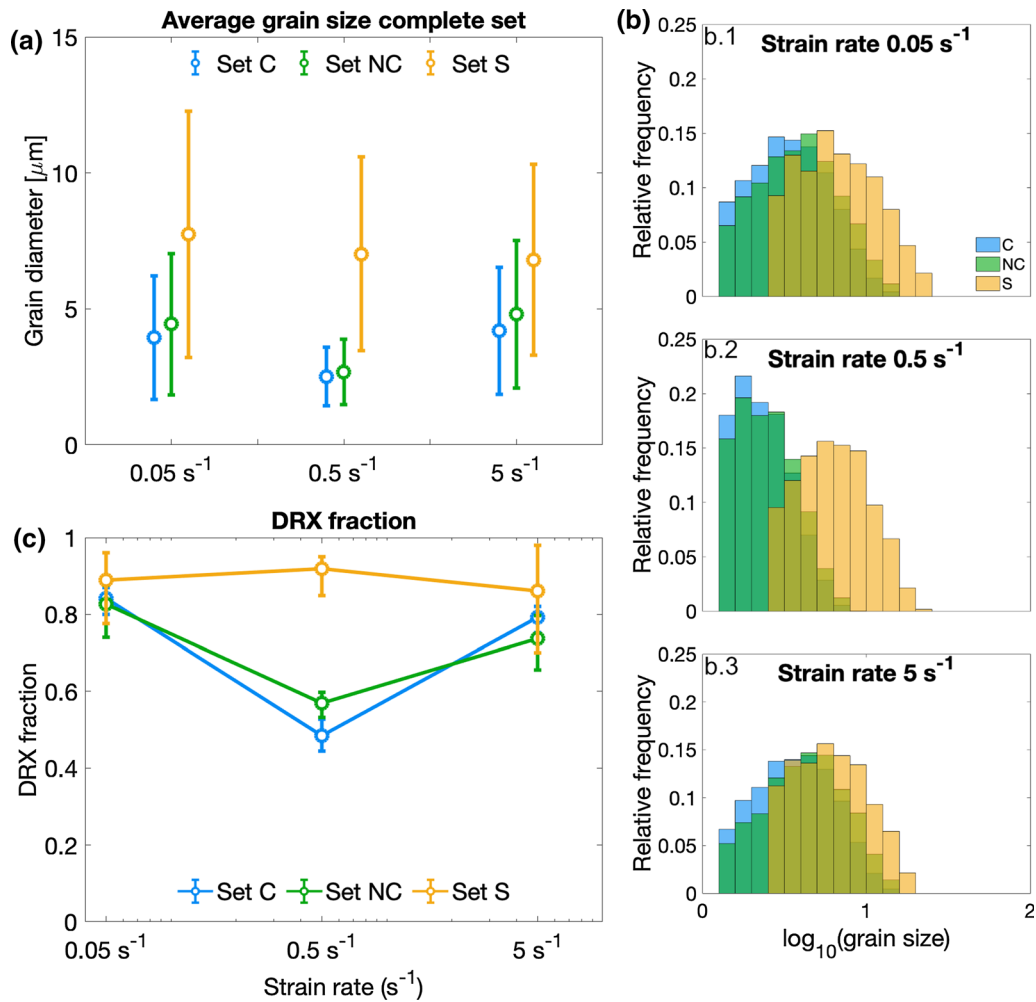 (a)
Average grain size complete set
15
10
5
0
Grain diameter [μm]
Set C Set NC Set S
0.05 s⁻¹ 0.5 s⁻¹ 5 s⁻¹
(b)
b.1
Strain rate 0.05 s⁻¹
0.25
0.2
0.15
0.1
0.05
0
Relative frequency
C
NC
S
b.2
Strain rate 0.5 s⁻¹
0.25
0.2
0.15
0.1
0.05
0
Relative frequency
b.3
Strain rate 5 s⁻¹
0.25
0.2
0.15
0.1
0.05
0
Relative frequency
0 1 2
log₁₀(grain size)
(c)
DRX fraction
1
0.8
0.6
0.4
0.2
0
DRX fraction
Set C Set NC Set S
0.05 s⁻¹ 0.5 s⁻¹ 5 s⁻¹
Strain rate (s⁻¹)